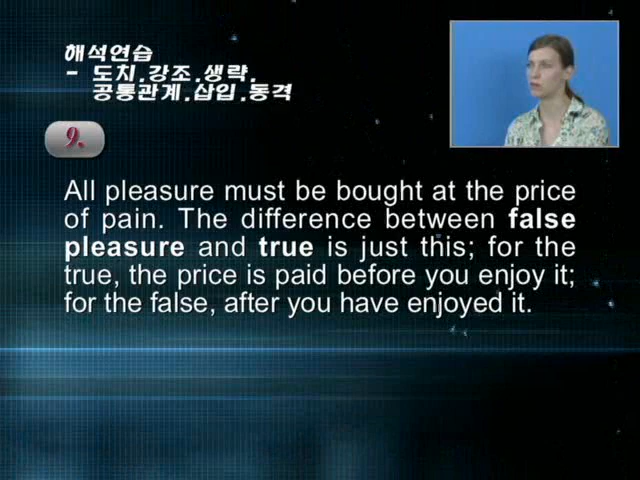 해석연습
- 도치.강조.생략.
공통관계.삽입.동격
9.
All pleasure must be bought at the price
of pain. The difference between false
pleasure and true is just this; for the
true, the price is paid before you enjoy it;
for the false, after you have enjoyed it.